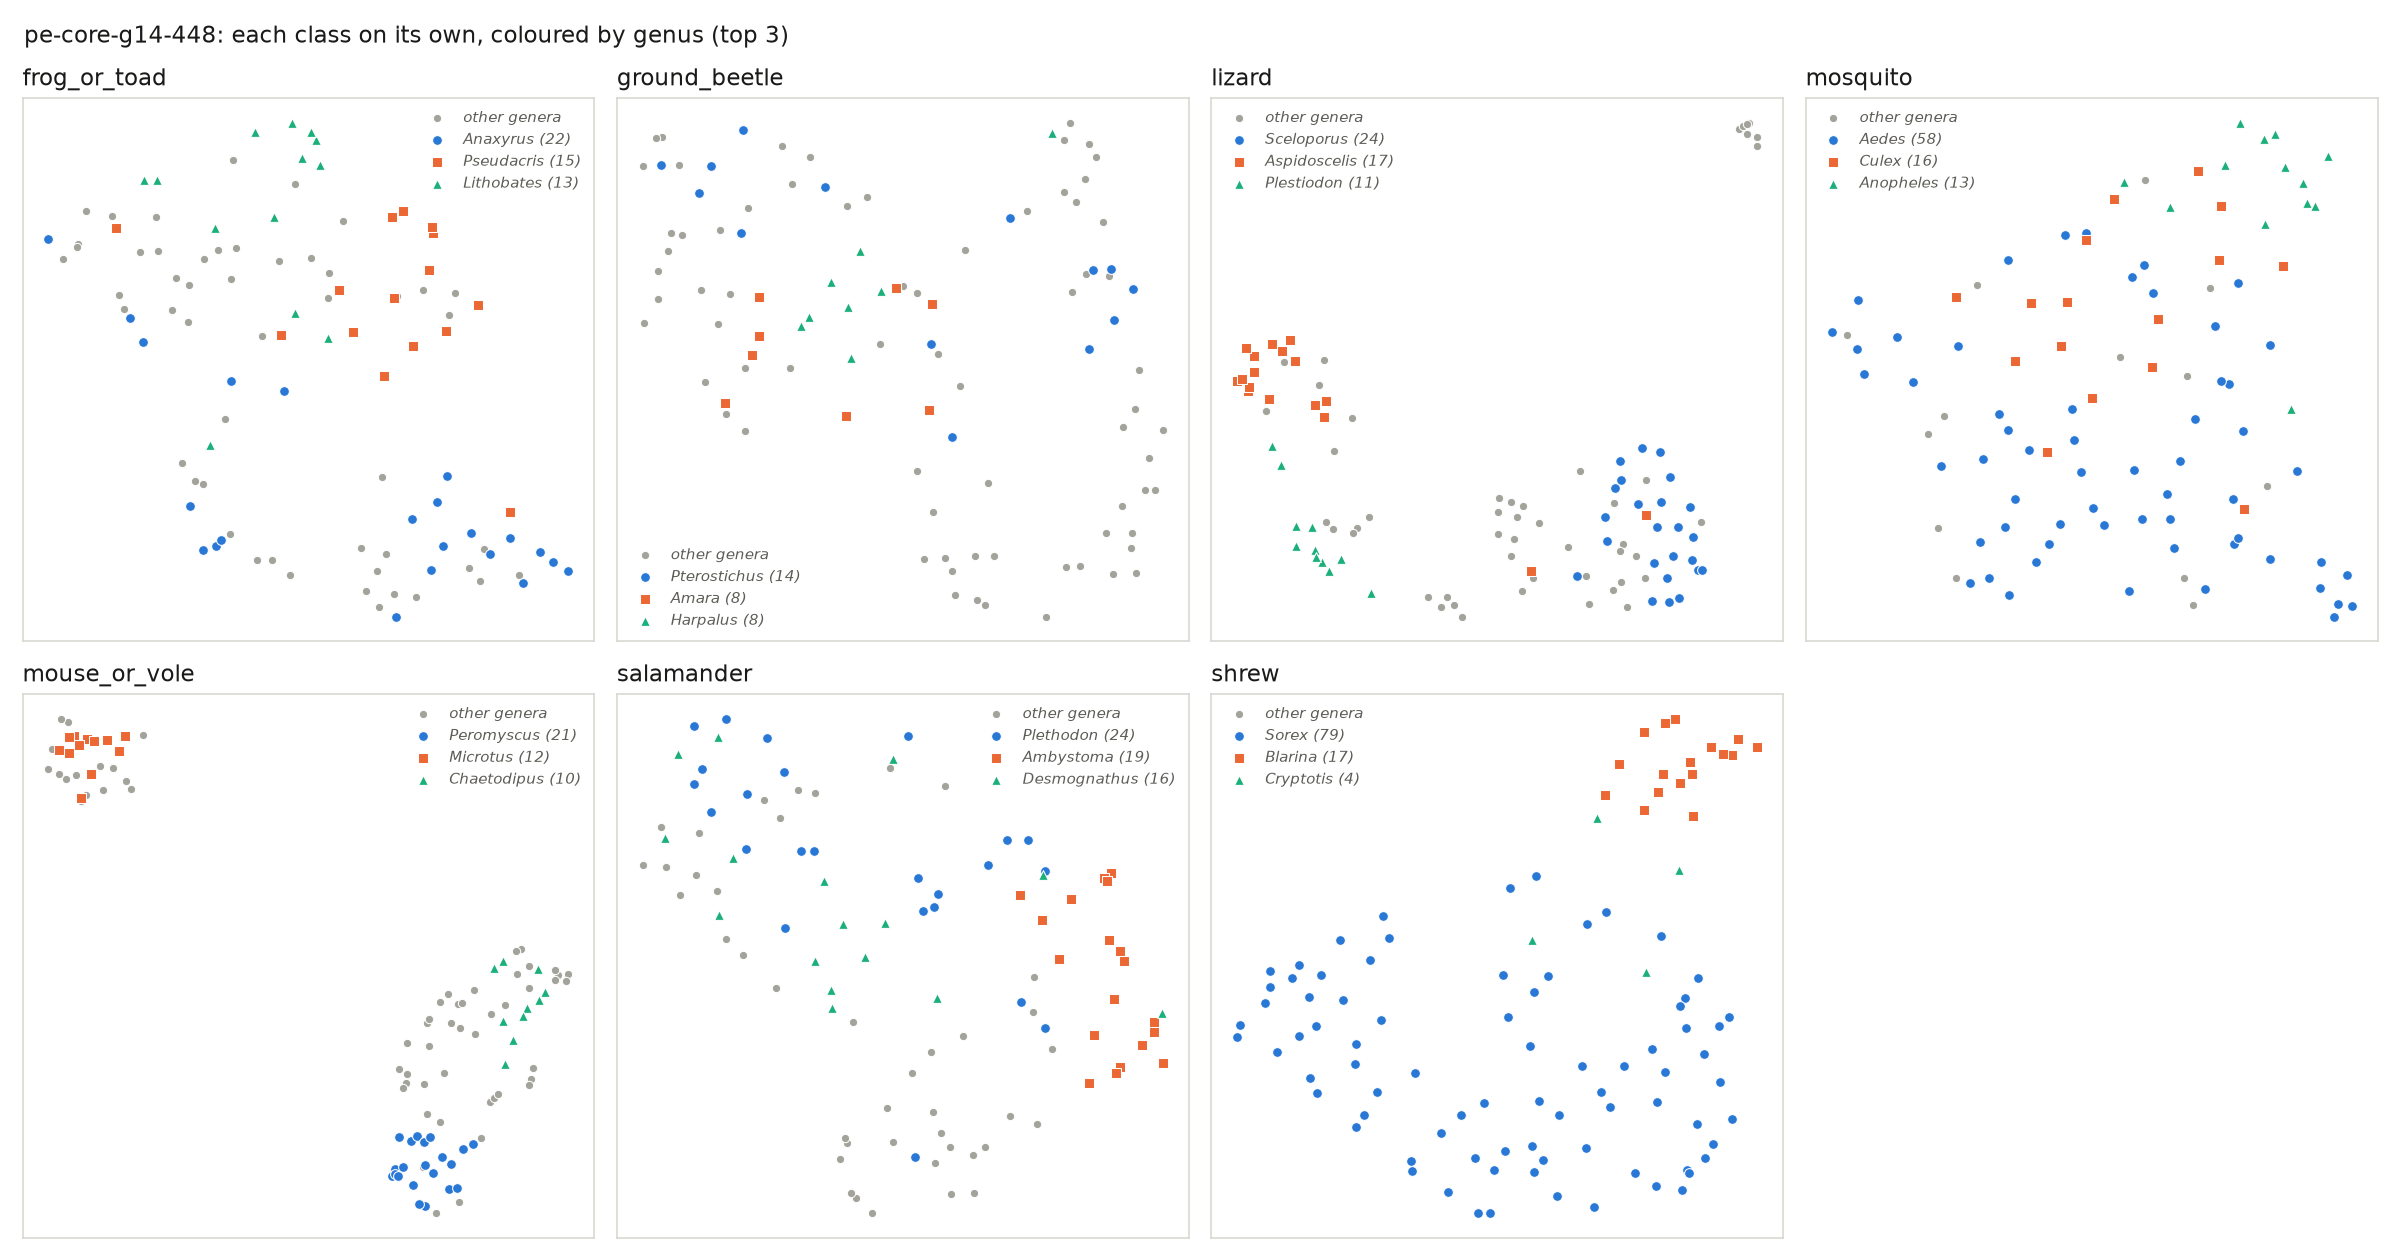 pe-core-g14-448: each class on its own, coloured by genus (top 3)
frog_or_toad
other genera
Anaxyrus (22)
Pseudacris (15)
Lithobates (13)
ground_beetle
other genera
Pterostichus (14)
Amara (8)
Harpalus (8)
lizard
other genera
Sceloporus (24)
Aspidoscelis (17)
Plestiodon (11)
mosquito
other genera
Aedes (58)
Culex (16)
Anopheles (13)
mouse_or_vole
other genera
Peromyscus (21)
Microtus (12)
Chaetodipus (10)
salamander
other genera
Plethodon (24)
Ambystoma (19)
Desmognathus (16)
shrew
other genera
Sorex (79)
Blarina (17)
Cryptotis (4)